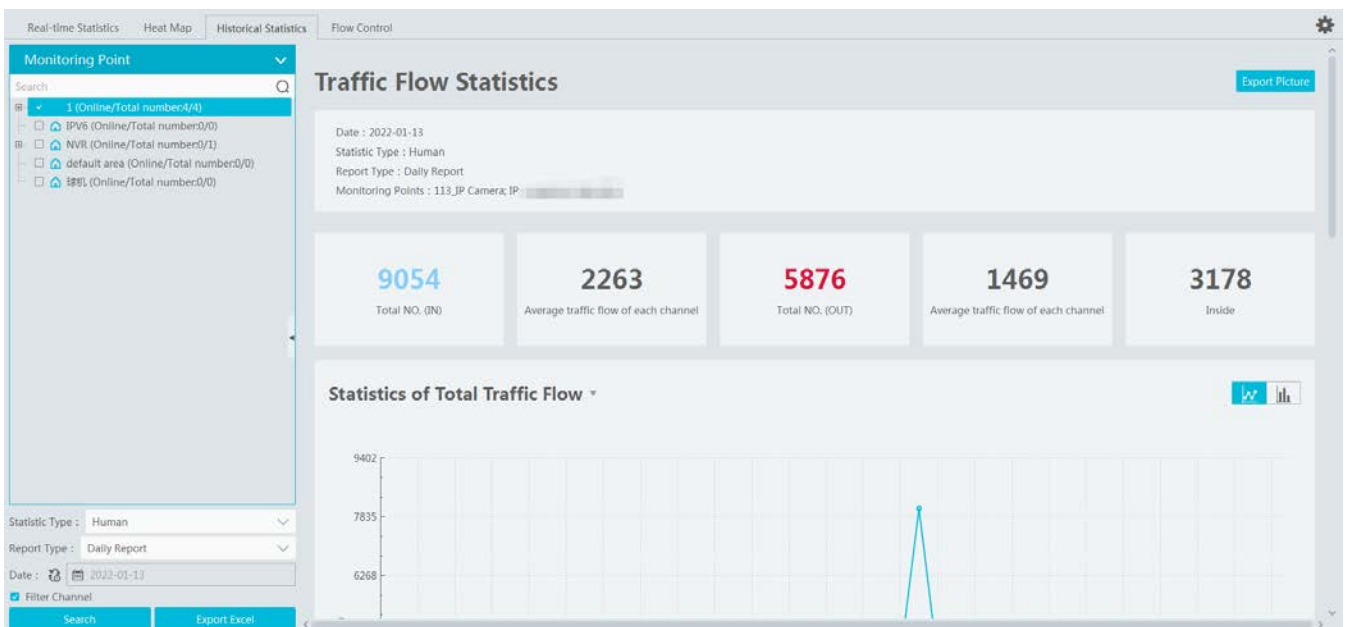 Real-time Statistics Heat Map Historical Statistics Flow Control
Monitoring Point
Search
1 (Online/Total number:4/4)
IPV6 (Online/Total number:0/0)
NVR (Online/Total number:0/1)
default area (Online/Total number:0/0)
球机 (Online/Total number:0/0)
Statistic Type : Human
Report Type : Daily Report
Date : 2022-01-13
Filter Channel
Search Export Excel
Traffic Flow Statistics
Export Picture
Date : 2022-01-13
Statistic Type : Human
Report Type : Daily Report
Monitoring Points : 113_IP Camera; IP
9054 2263 5876 1469 3178
Total NO. (IN) Average traffic flow of each channel Total NO. (OUT) Average traffic flow of each channel Inside
Statistics of Total Traffic Flow
9402
7835
6268